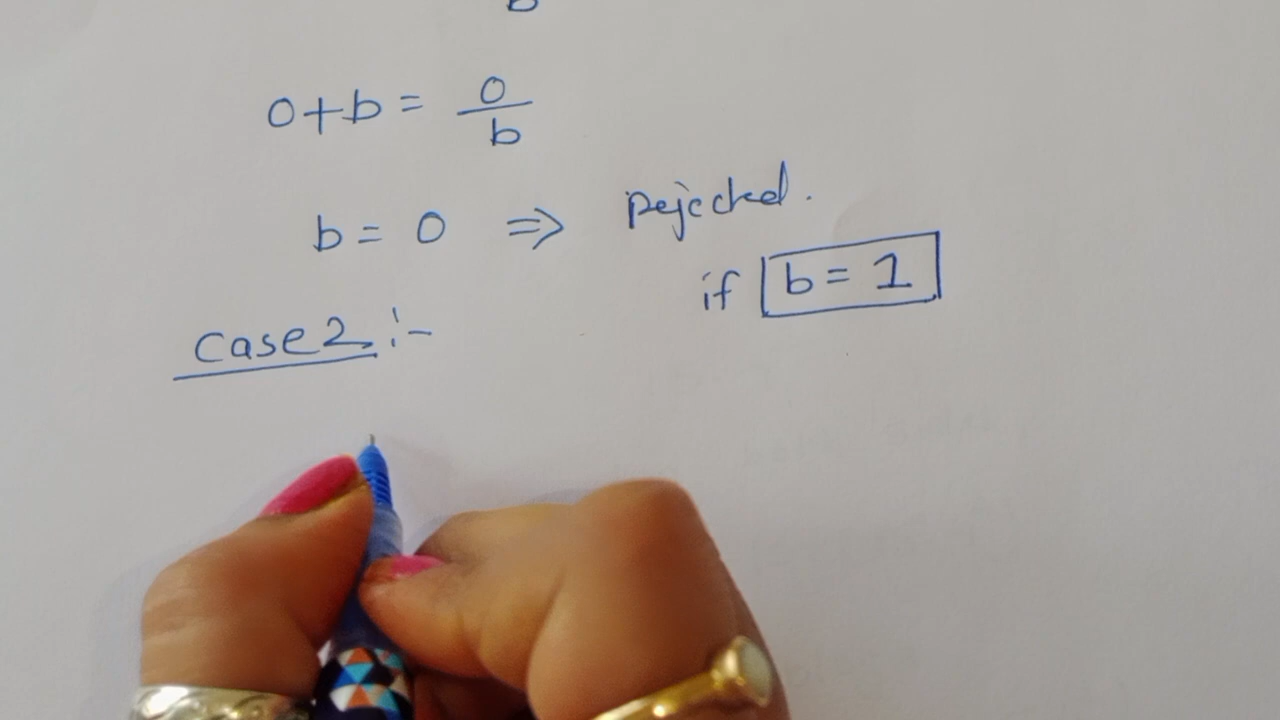 b
0+b = 0/b
b = 0 ⇒ Rejected.
if b = 1
Case 2 :-